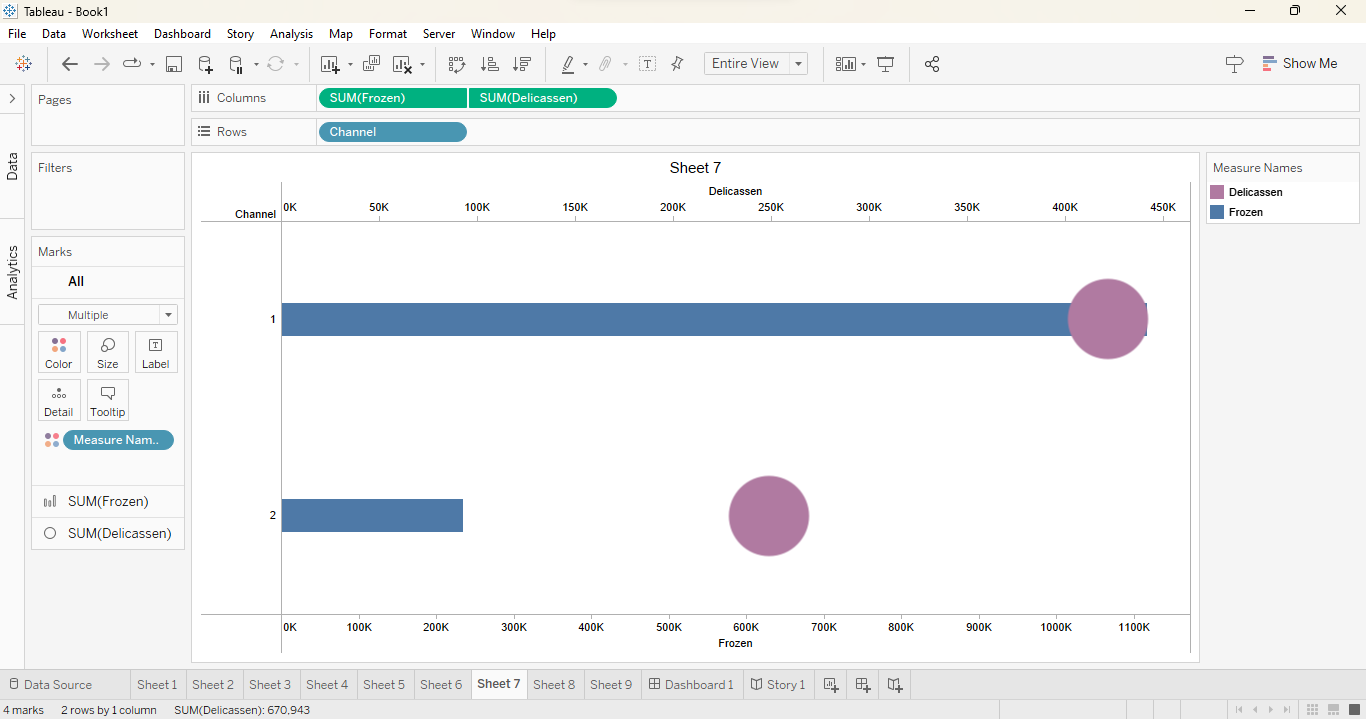 Tableau - Book1
File Data Worksheet Dashboard Story Analysis Map Format Server Window Help
Entire View
Show Me
Pages
Columns
SUM(Frozen) SUM(Delicassen)
Rows
Channel
Data
Analytics
Filters
Marks
All
Multiple
Color Size Label
Detail Tooltip
Measure Nam..
SUM(Frozen)
SUM(Delicassen)
Sheet 7
Delicassen
Channel
0K 50K 100K 150K 200K 250K 300K 350K 400K 450K
1
2
0K 100K 200K 300K 400K 500K 600K 700K 800K 900K 1000K 1100K
Frozen
Measure Names
Delicassen
Frozen
Data Source Sheet 1 Sheet 2 Sheet 3 Sheet 4 Sheet 5 Sheet 6 Sheet 7 Sheet 8 Sheet 9 Dashboard 1 Story 1
4 marks 2 rows by 1 column SUM(Delicassen): 670,943